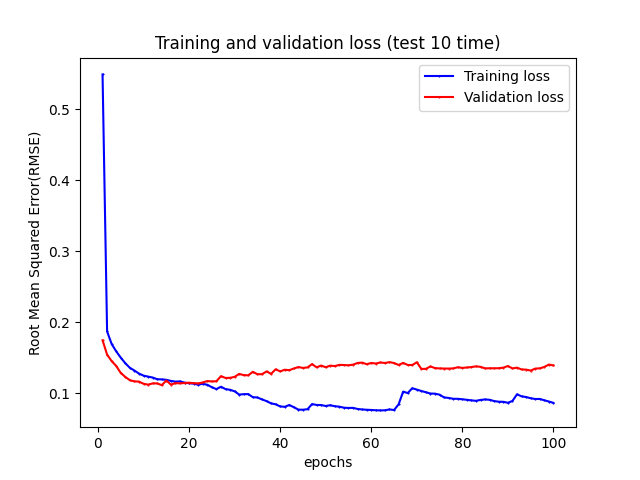 Training and validation loss (test 10 time)
Training loss
Validation loss
Root Mean Squared Error(RMSE)
0.5
0.4
0.3
0.2
0.1
0 20 40 60 80 100
epochs